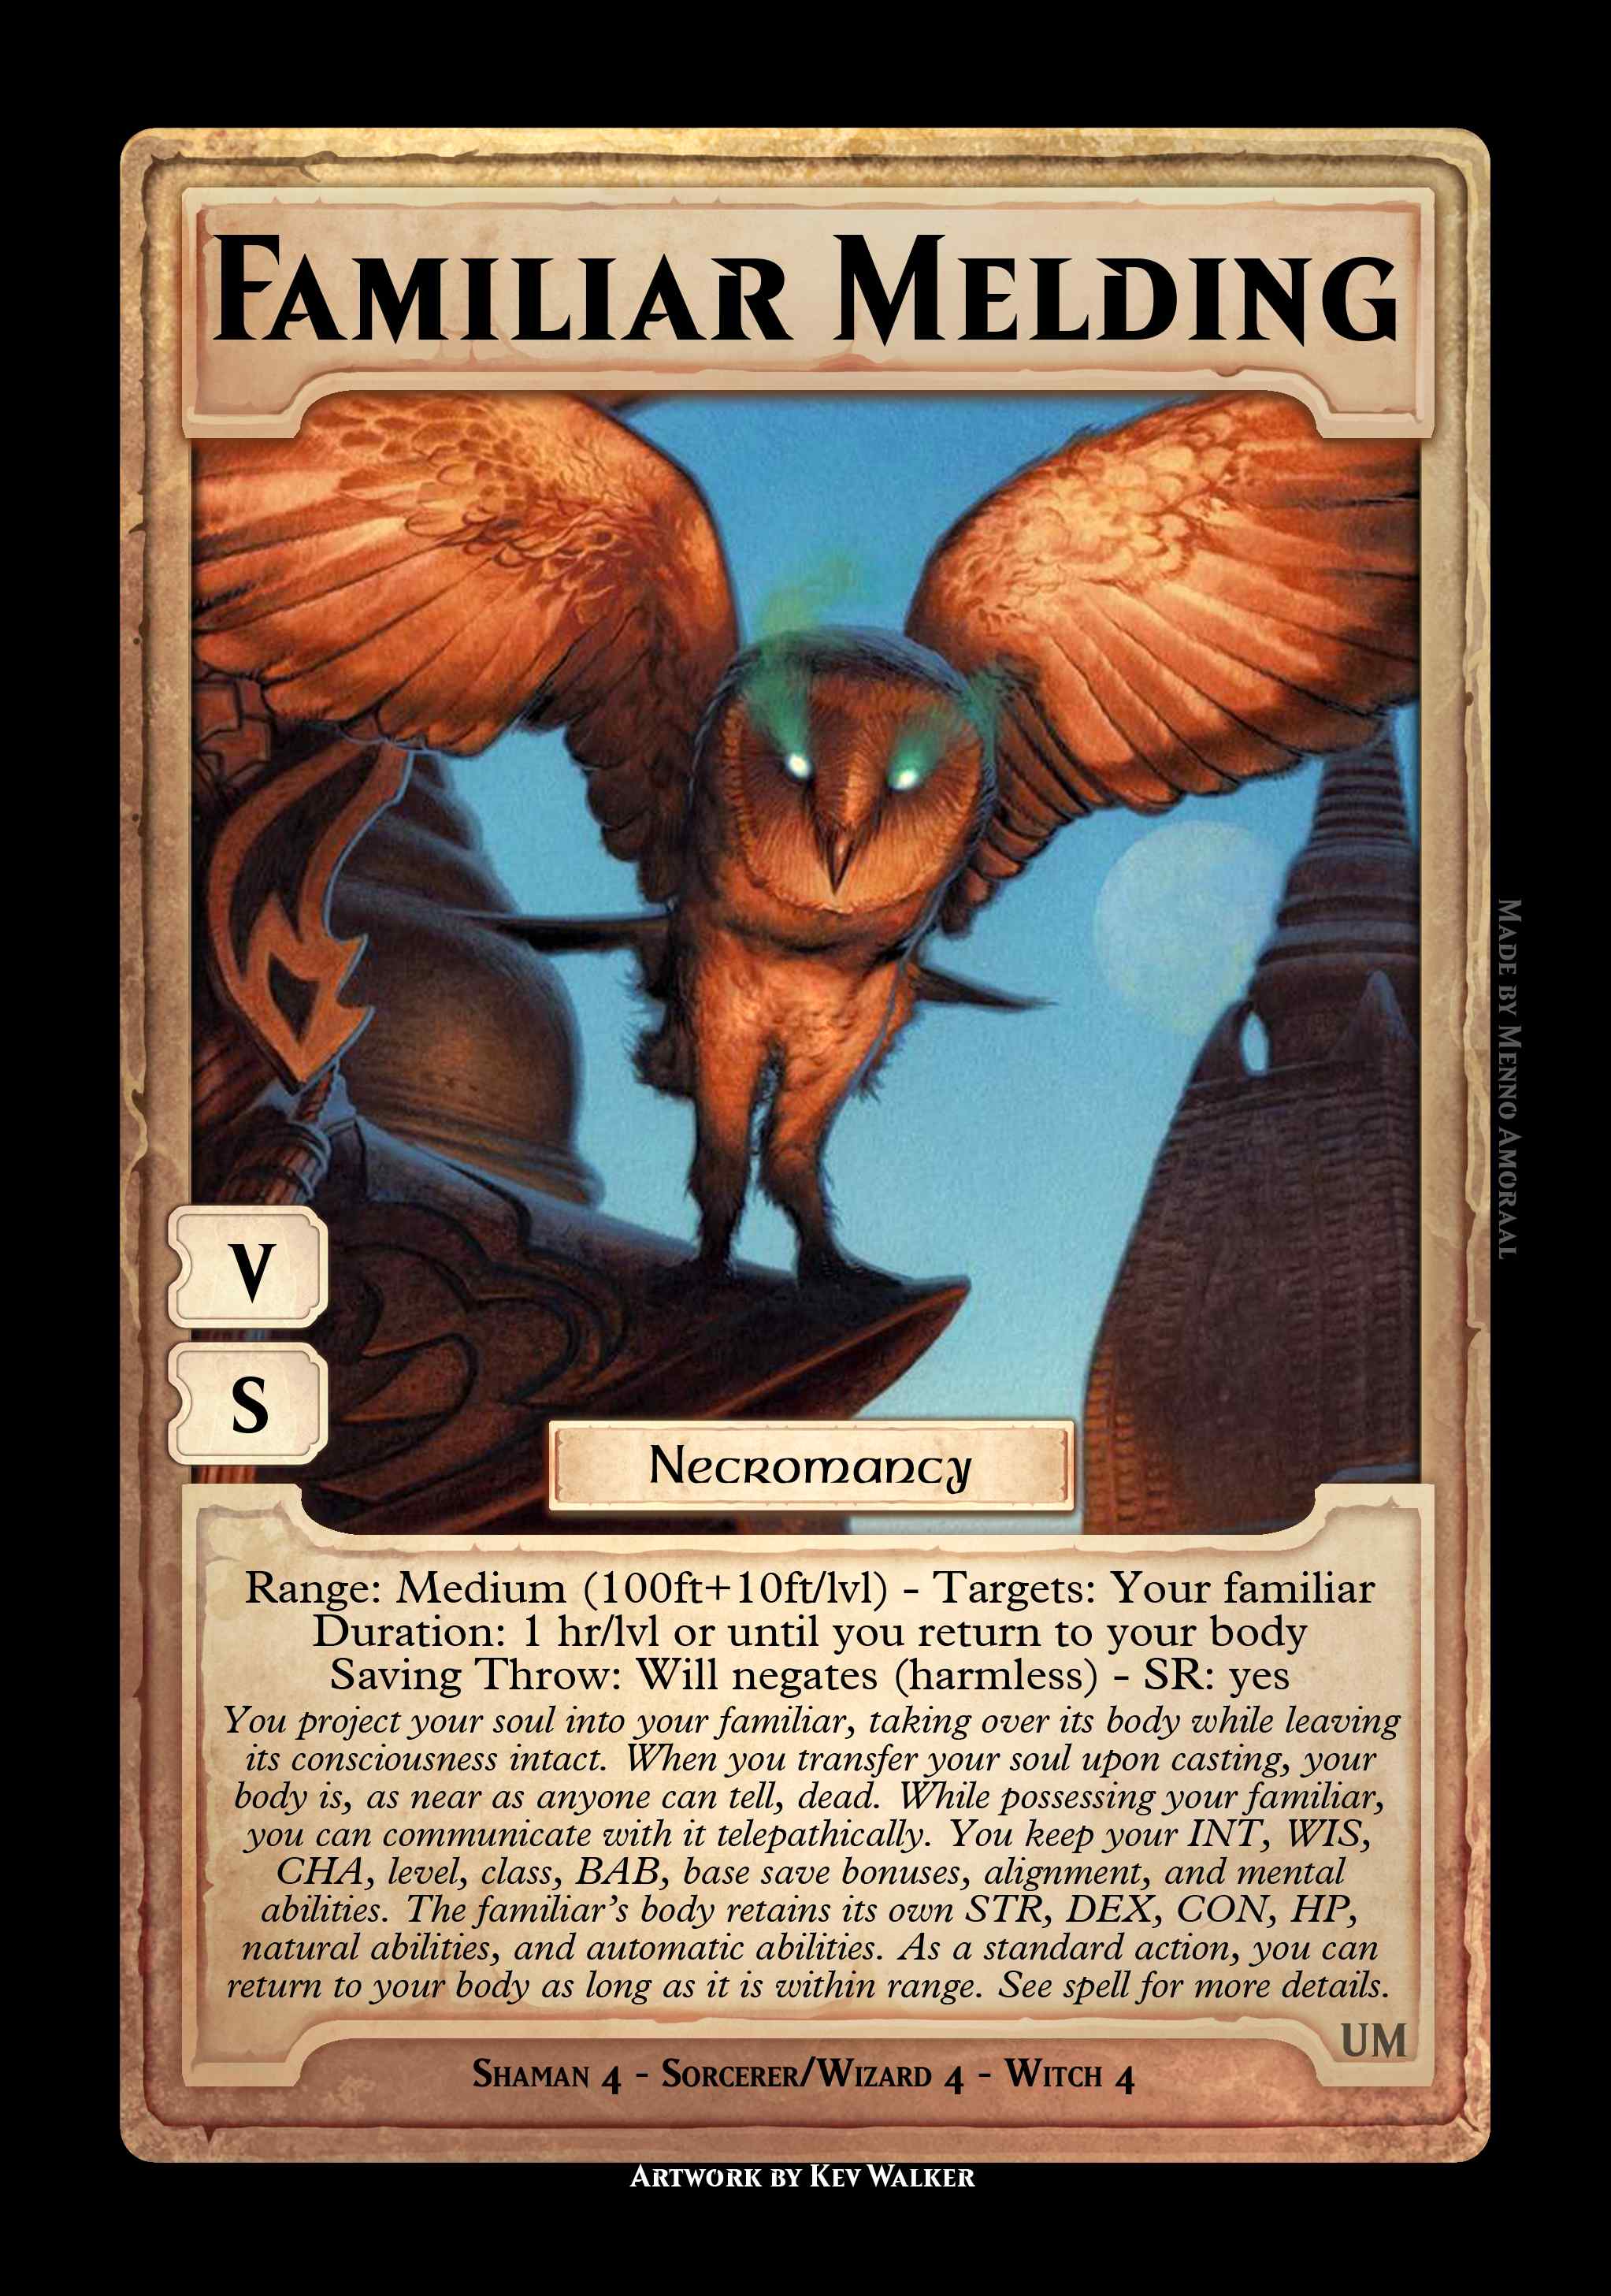 Familiar Melding
V
S
Necromancy
Range: Medium (100ft+10ft/lvl) - Targets: Your familiar
Duration: 1 hr/lvl or until you return to your body
Saving Throw: Will negates (harmless) - SR: yes
You project your soul into your familiar, taking over its body while leaving
its consciousness intact. When you transfer your soul upon casting, your
body is, as near as anyone can tell, dead. While possessing your familiar,
you can communicate with it telepathically. You keep your INT, WIS,
CHA, level, class, BAB, base save bonuses, alignment, and mental
abilities. The familiar's body retains its own STR, DEX, CON, HP,
natural abilities, and automatic abilities. As a standard action, you can
return to your body as long as it is within range. See spell for more details.
UM
Shaman 4 - Sorcerer/Wizard 4 - Witch 4
Artwork by Kev Walker
Made by Menno Amoraal